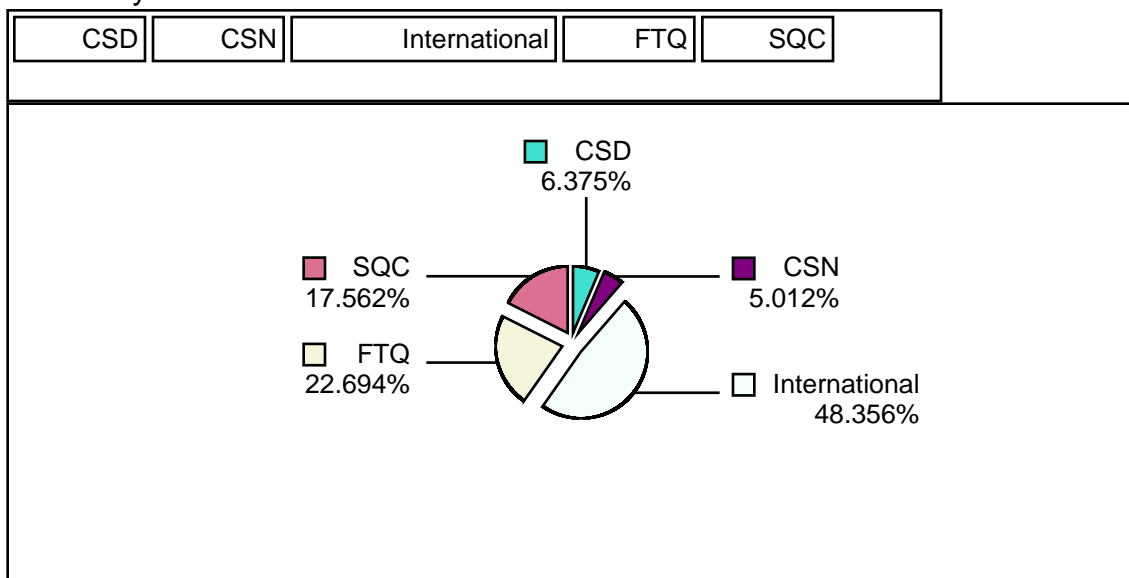 CSD CSN International FTQ SQC
CSD
6.375%
SQC
17.562%
CSN
5.012%
FTQ
22.694%
International
48.356%